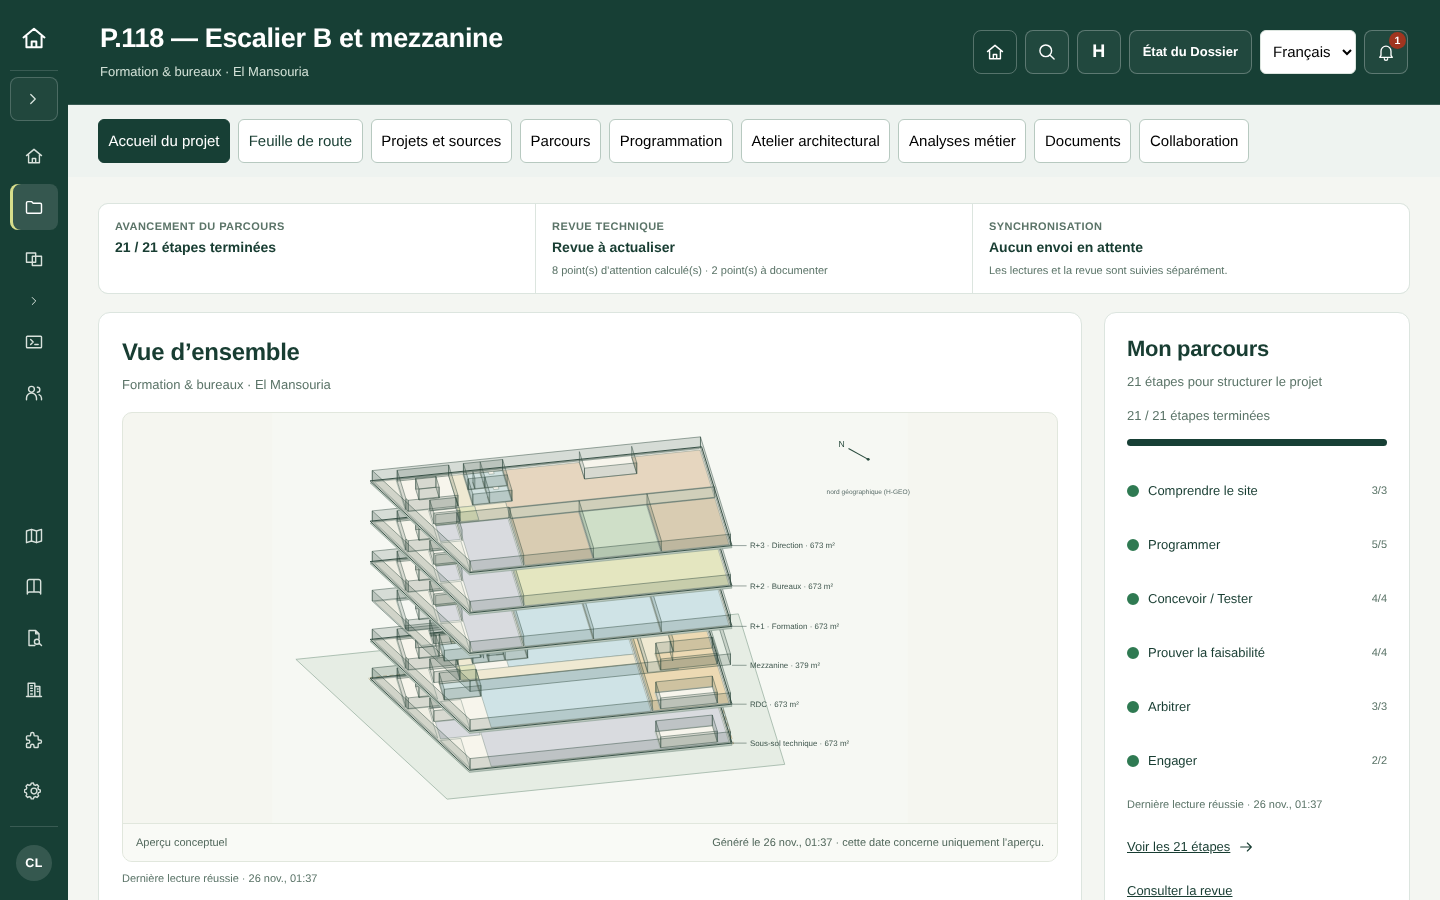 P.118 — Escalier B et mezzanine
Formation & bureaux · El Mansouria
H
État du Dossier
Français
1
Accueil du projet
Feuille de route
Projets et sources
Parcours
Programmation
Atelier architectural
Analyses métier
Documents
Collaboration
AVANCEMENT DU PARCOURS
21 / 21 étapes terminées
REVUE TECHNIQUE
Revue à actualiser
8 point(s) d’attention calculé(s) · 2 point(s) à documenter
SYNCHRONISATION
Aucun envoi en attente
Les lectures et la revue sont suivies séparément.
Vue d’ensemble
Formation & bureaux · El Mansouria
N
nord géographique (H-GEO)
R+3 · Direction · 673 m²
R+2 · Bureaux · 673 m²
R+1 · Formation · 673 m²
Mezzanine · 379 m²
RDC · 673 m²
Sous-sol technique · 673 m²
Aperçu conceptuel
Généré le 26 nov., 01:37 · cette date concerne uniquement l’aperçu.
Dernière lecture réussie · 26 nov., 01:37
Mon parcours
21 étapes pour structurer le projet
21 / 21 étapes terminées
Comprendre le site 3/3
Programmer 5/5
Concevoir / Tester 4/4
Prouver la faisabilité 4/4
Arbitrer 3/3
Engager 2/2
Dernière lecture réussie · 26 nov., 01:37
Voir les 21 étapes
Consulter la revue
CL